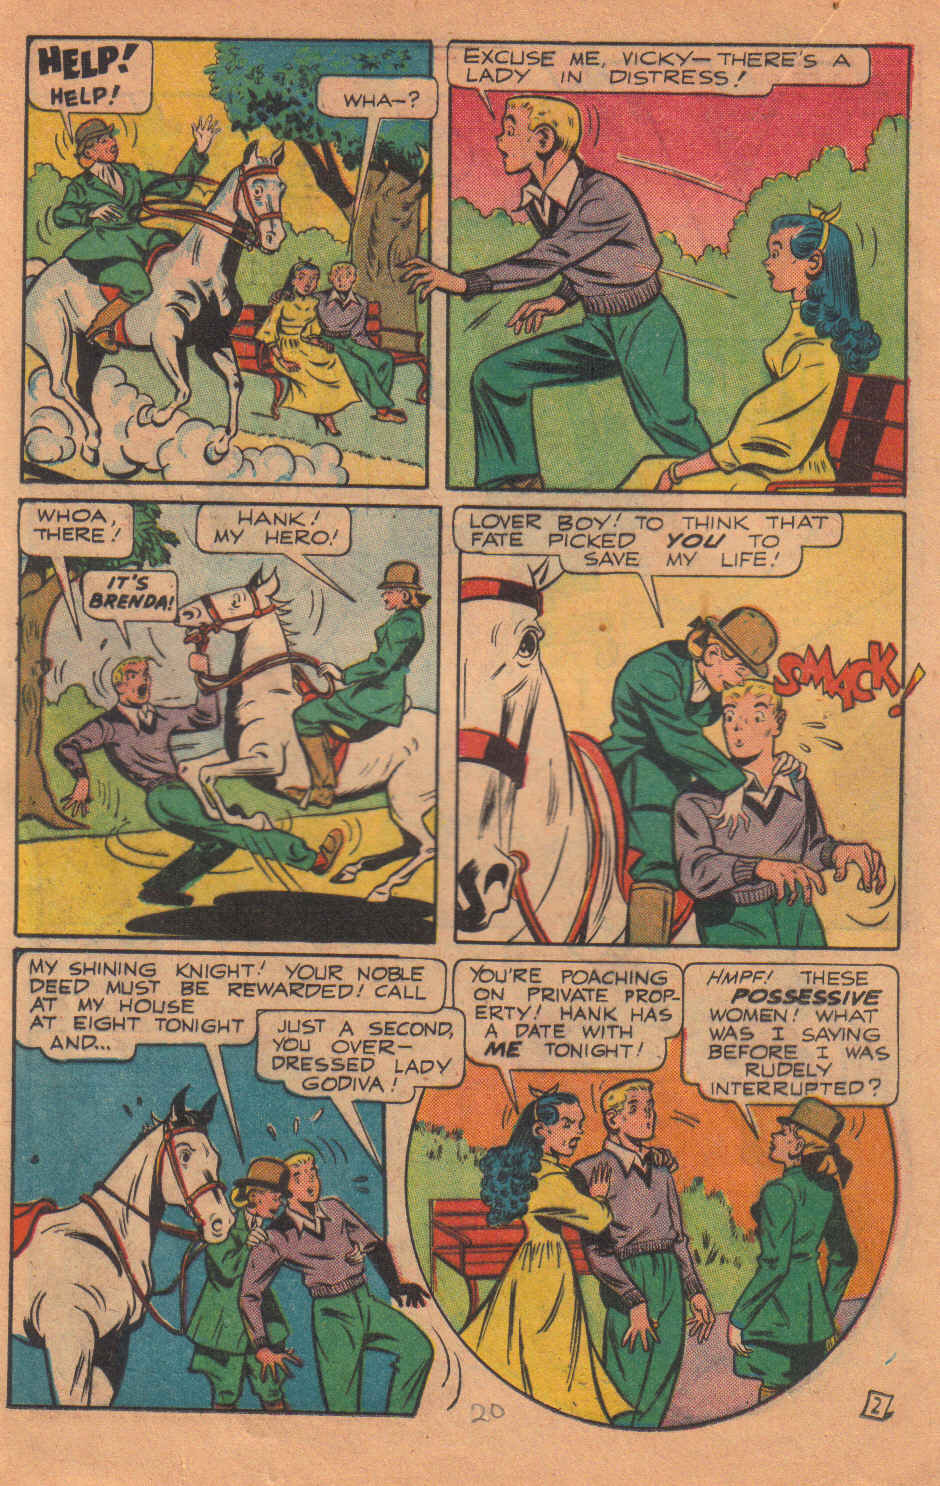 HELP!
HELP!
WHA—?
EXCUSE ME, VICKY—THERE'S A
LADY IN DISTRESS!
WHOA,
THERE!
IT'S
BRENDA!
HANK!
MY HERO!
LOVER BOY! TO THINK THAT
FATE PICKED YOU TO
SAVE MY LIFE!
SMACK!
MY SHINING KNIGHT! YOUR NOBLE
DEED MUST BE REWARDED! CALL
AT MY HOUSE
AT EIGHT TONIGHT
AND...
JUST A SECOND,
YOU OVER-
DRESSED LADY
GODIVA!
YOU'RE POACHING
ON PRIVATE PROP-
ERTY! HANK HAS
A DATE WITH
ME TONIGHT!
HMPF! THESE
POSSESSIVE
WOMEN! WHAT
WAS I SAYING
BEFORE I WAS
RUDELY
INTERRUPTED?
20
2